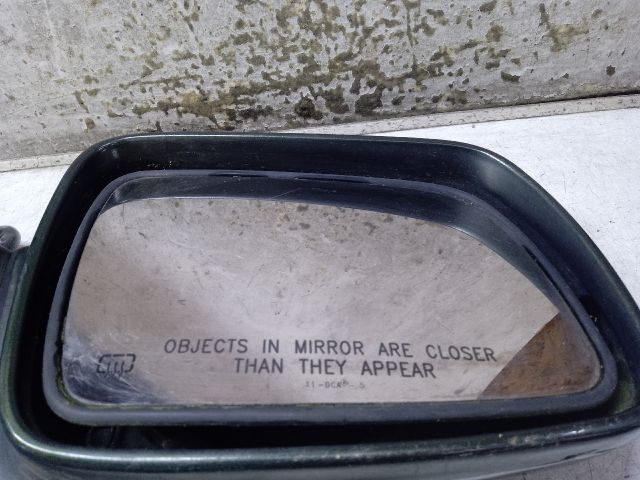 OBJECTS IN MIRROR ARE CLOSER
THAN THEY APPEAR